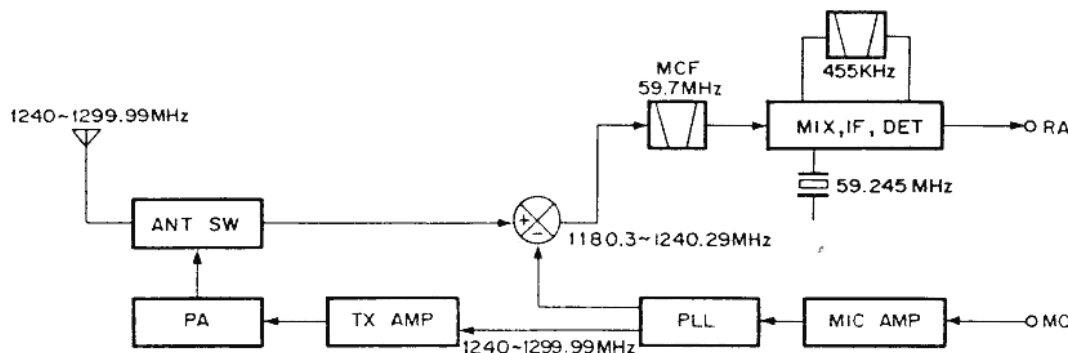 455KHz
MCF
59.7MHz
1240~1299.99MHz
MIX,IF, DET
RA
59.245 MHz
ANT SW
+
-
1180.3~1240.29MHz
PA
TX AMP
PLL
MIC AMP
MO
1240~1299.99MHz